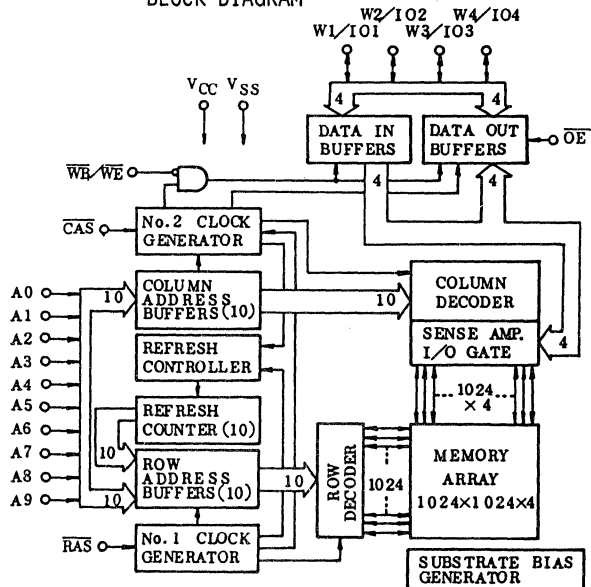 BLOCK DIAGRAM
W2/IO2 W4/IO4
W1/IO1 W3/IO3
VCC VSS
4 4
DATA IN
BUFFERS
DATA OUT
BUFFERS
OE
WB/WE
4
CAS
No.2 CLOCK
GENERATOR
A0
A1
A2
A3
A4
A5
A6
A7
A8
A9
10
COLUMN
ADDRESS
BUFFERS(10)
10
COLUMN
DECODER
SENSE AMP.
I/O GATE
4
REFRESH
CONTROLLER
REFRESH
COUNTER(10)
1024
× 4
10
ROW
ADDRESS
BUFFERS(10)
10
10
ROW
DECODER
1024
MEMORY
ARRAY
1024×1024×4
RAS
No.1 CLOCK
GENERATOR
SUBSTRATE BIAS
GENERATOR